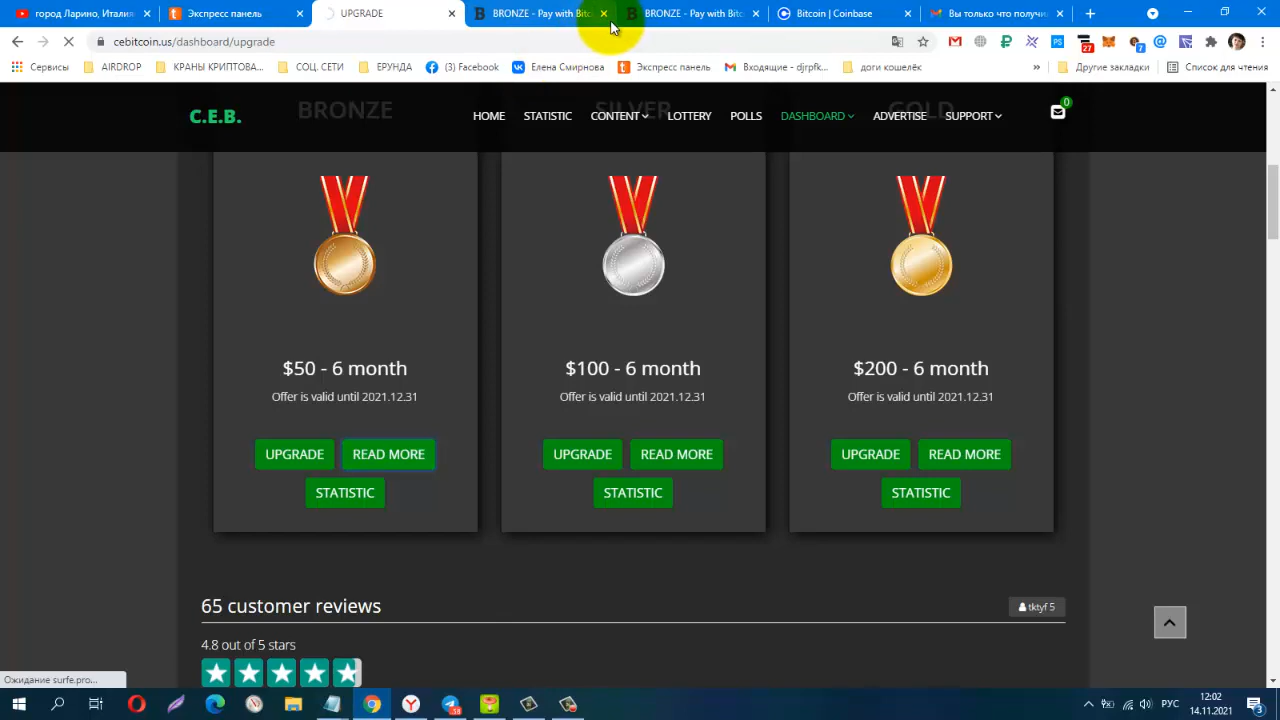 город Лорен, Италия
Экспресс панель
UPGRADE
BRONZE - Pay with Bitc
BRONZE - Pay with Bitc
Bitcoin | Coinbase
Вы только что получи
cebitcoin.us/dashboard/upgrade
27
7
Сервисы
AIRDROP
КРАНЫ КРИПТОВА...
СОЦ. СЕТИ
ЕРУНДА
(3) Facebook
Елена Смирнова
Экспресс панель
Входящие - djrpfk...
доги кошелёк
»
Другие закладки
Список для чтения
C.E.B.
HOME
STATISTIC
CONTENT
LOTTERY
POLLS
DASHBOARD
ADVERTISE
SUPPORT
0
BRONZE
SILVER
GOLD
$50 - 6 month
$100 - 6 month
$200 - 6 month
Offer is valid until 2021.12.31
Offer is valid until 2021.12.31
Offer is valid until 2021.12.31
UPGRADE
READ MORE
UPGRADE
READ MORE
UPGRADE
READ MORE
STATISTIC
STATISTIC
STATISTIC
65 customer reviews
tktyf 5
4.8 out of 5 stars
Ожидание surfe.pro...
РУС
12:02
14.11.2021